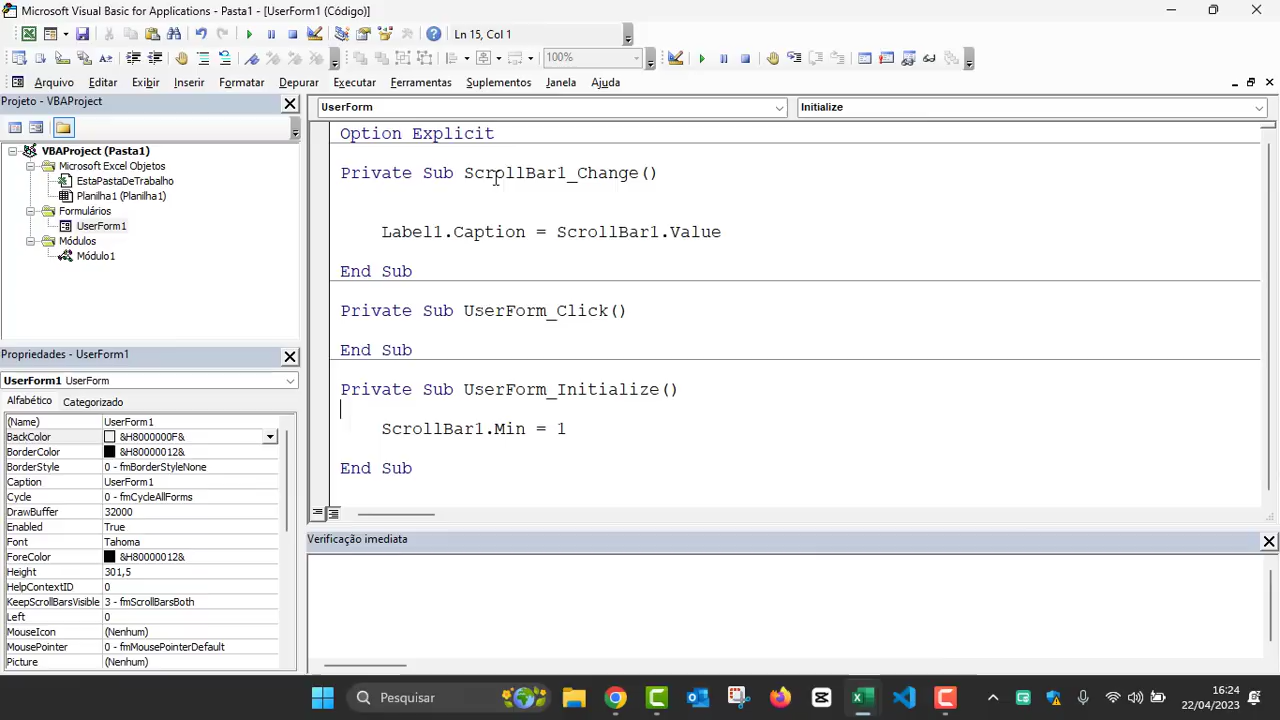 Microsoft Visual Basic for Applications - Pasta1 - [UserForm1 (Código)]
Ln 15, Col 1
100%
Arquivo Editar Exibir Inserir Formatar Depurar Executar Ferramentas Suplementos Janela Ajuda
Projeto - VBAProject
VBAProject (Pasta1)
Microsoft Excel Objetos
EstaPastaDeTrabalho
Planilha1 (Planilha1)
Formulários
UserForm1
Módulos
Módulo1
Propriedades - UserForm1
UserForm1 UserForm
Alfabético Categorizado
(Name) UserForm1
BackColor &H8000000F&
BorderColor &H80000012&
BorderStyle 0 - fmBorderStyleNone
Caption UserForm1
Cycle 0 - fmCycleAllForms
DrawBuffer 32000
Enabled True
Font Tahoma
ForeColor &H80000012&
Height 301,5
HelpContextID 0
KeepScrollBarsVisible 3 - fmScrollBarsBoth
Left 0
MouseIcon (Nenhum)
MousePointer 0 - fmMousePointerDefault
Picture (Nenhum)
UserForm Initialize
Option Explicit
Private Sub ScrollBar1_Change()
Label1.Caption = ScrollBar1.Value
End Sub
Private Sub UserForm_Click()
End Sub
Private Sub UserForm_Initialize()
ScrollBar1.Min = 1
End Sub
Verificação imediata
Pesquisar
16:24
22/04/2023